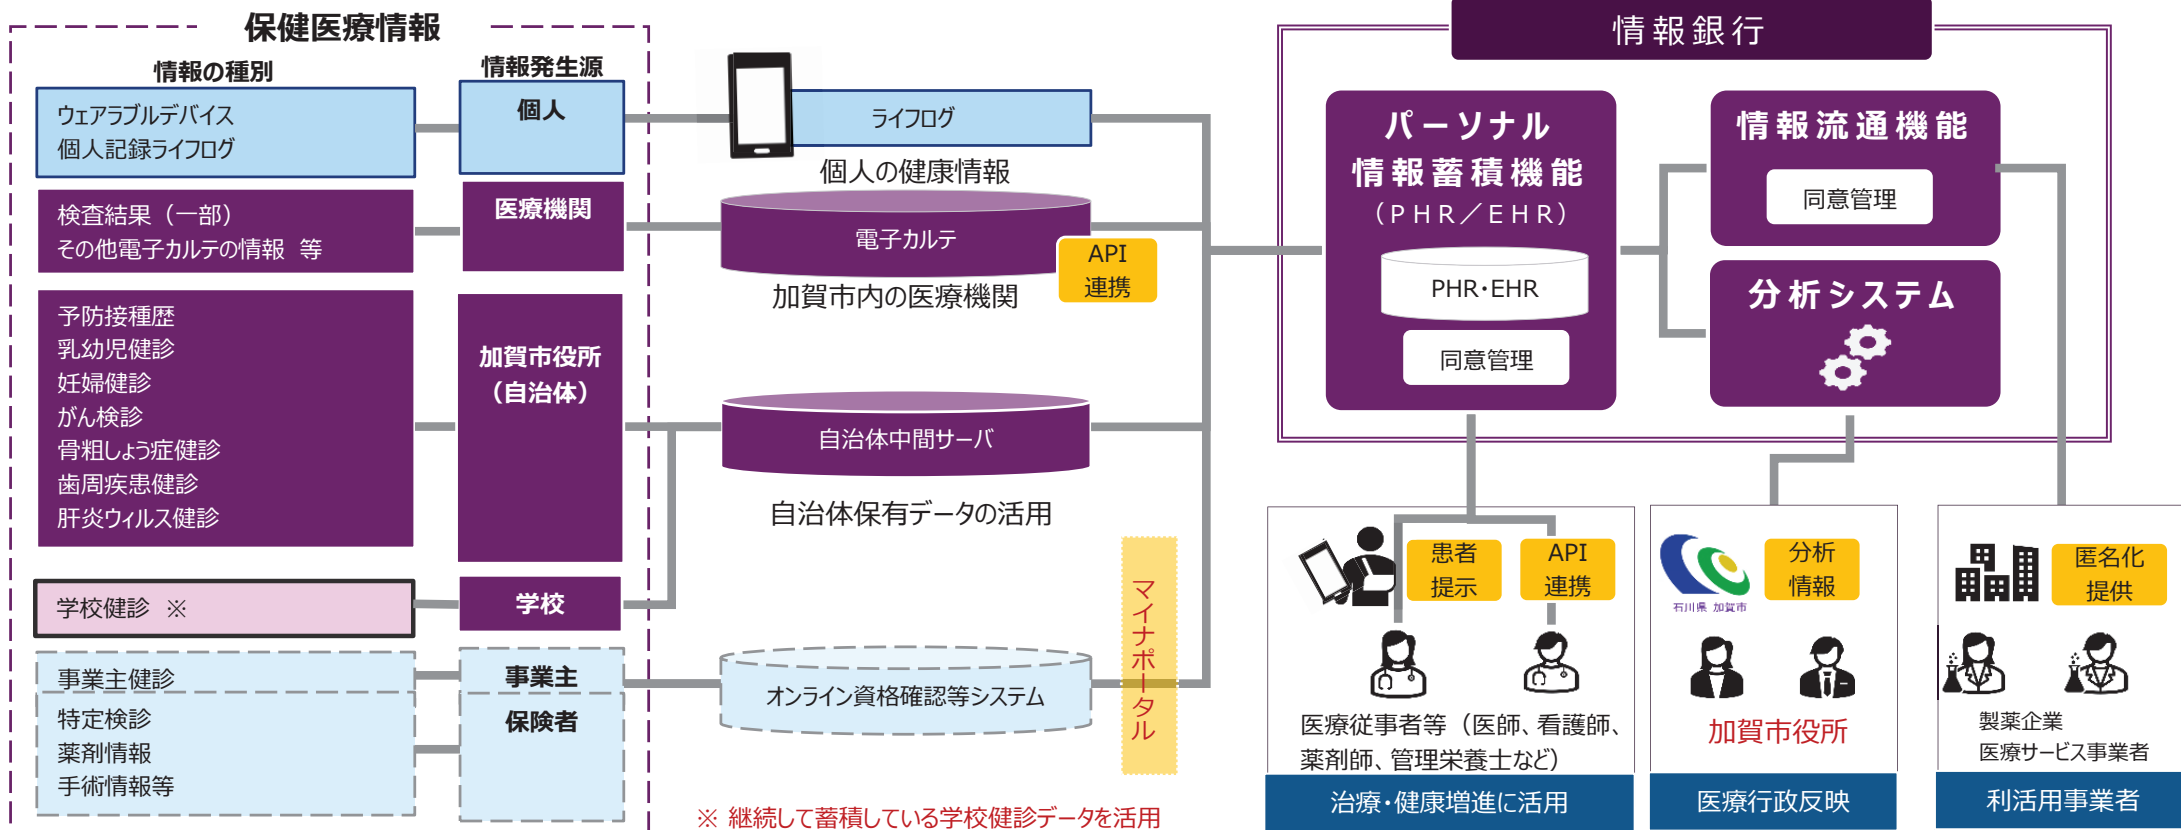 保健医療情報
情報の種別
情報発生源
ウェアラブルデバイス
個人記録ライフログ
個人
検査結果（一部）
その他電子カルテの情報　等
医療機関
予防接種歴
乳幼児健診
妊婦健診
がん検診
骨粗しょう症健診
歯周疾患健診
肝炎ウィルス健診
加賀市役所
（自治体）
学校健診　※
学校
事業主健診
事業主
特定検診
薬剤情報
手術情報等
保険者
ライフログ
個人の健康情報
電子カルテ
API
連携
加賀市内の医療機関
自治体中間サーバ
自治体保有データの活用
オンライン資格確認等システム
マイナポータル
※ 継続して蓄積している学校健診データを活用
情報銀行
パーソナル
情報蓄積機能
（PHR／EHR）
PHR・EHR
同意管理
情報流通機能
同意管理
分析システム
患者
提示
API
連携
医療従事者等（医師、看護師、
薬剤師、管理栄養士など）
治療・健康増進に活用
石川県 加賀市
分析
情報
加賀市役所
医療行政反映
匿名化
提供
製薬企業
医療サービス事業者
利活用事業者